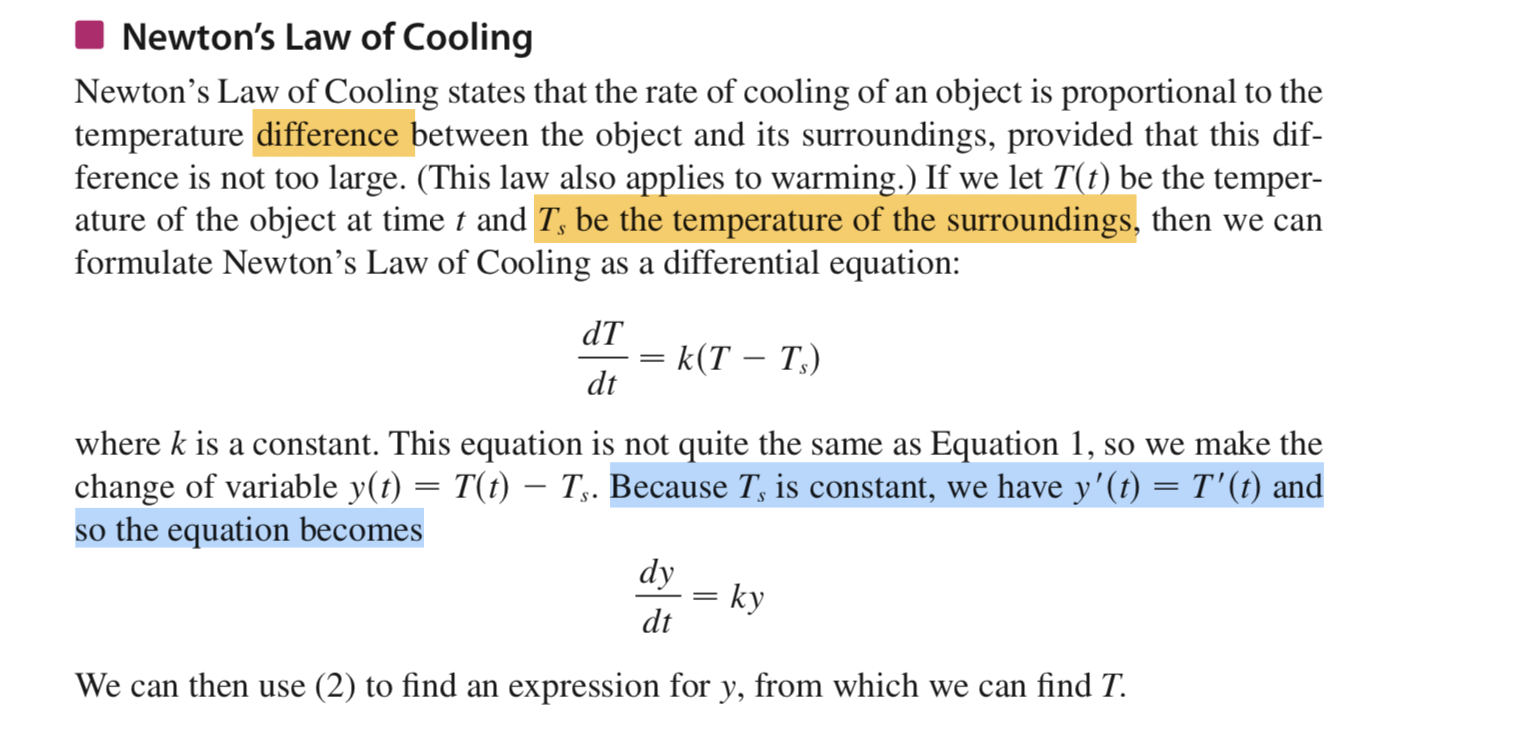 Newton’s Law of Cooling
Newton’s Law of Cooling states that the rate of cooling of an object is proportional to the
temperature difference between the object and its surroundings, provided that this dif-
ference is not too large. (This law also applies to warming.) If we let T(t) be the temper-
ature of the object at time t and Tₛ be the temperature of the surroundings, then we can
formulate Newton’s Law of Cooling as a differential equation:
dT/dt = k(T − Tₛ)
where k is a constant. This equation is not quite the same as Equation 1, so we make the
change of variable y(t) = T(t) − Tₛ. Because Tₛ is constant, we have y′(t) = T′(t) and
so the equation becomes
dy/dt = ky
We can then use (2) to find an expression for y, from which we can find T.